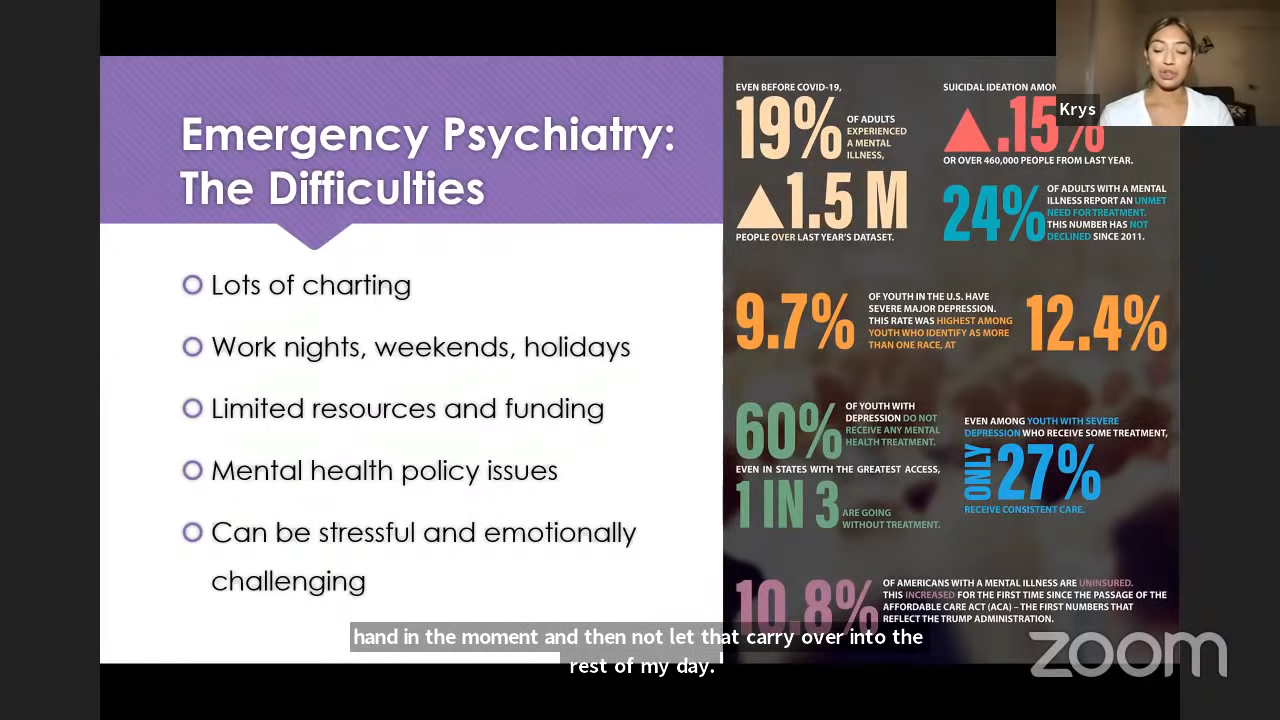 Emergency Psychiatry:
The Difficulties
Lots of charting
Work nights, weekends, holidays
Limited resources and funding
Mental health policy issues
Can be stressful and emotionally
challenging
EVEN BEFORE COVID-19,
19%
OF ADULTS
EXPERIENCED
A MENTAL
ILLNESS,
▲1.5 M
PEOPLE OVER LAST YEAR'S DATASET.
SUICIDAL IDEATION
▲.15%
OR OVER 460,000 PEOPLE FROM LAST YEAR.
24%
OF ADULTS WITH A MENTAL
ILLNESS REPORT AN UNMET
NEED FOR TREATMENT.
THIS NUMBER HAS NOT
DECLINED SINCE 2011.
9.7%
OF YOUTH IN THE U.S. HAVE
SEVERE MAJOR DEPRESSION.
THIS RATE WAS HIGHEST AMONG
YOUTH WHO IDENTIFY AS MORE
THAN ONE RACE, AT
12.4%
60%
OF YOUTH WITH
DEPRESSION DO NOT
RECEIVE ANY MENTAL
HEALTH TREATMENT.
EVEN IN STATES WITH THE GREATEST ACCESS,
1 IN 3
ARE GOING
WITHOUT TREATMENT.
EVEN AMONG YOUTH WITH SEVERE
DEPRESSION WHO RECEIVE SOME TREATMENT,
ONLY
27%
RECEIVE CONSISTENT CARE.
10.8%
OF AMERICANS WITH A MENTAL ILLNESS ARE UNINSURED.
THIS INCREASED FOR THE FIRST TIME SINCE THE PASSAGE OF THE
AFFORDABLE CARE ACT (ACA) – THE FIRST NUMBERS THAT
REFLECT THE TRUMP ADMINISTRATION.
Krys
hand in the moment and then not let that carry over into the
rest of my day.
zoom